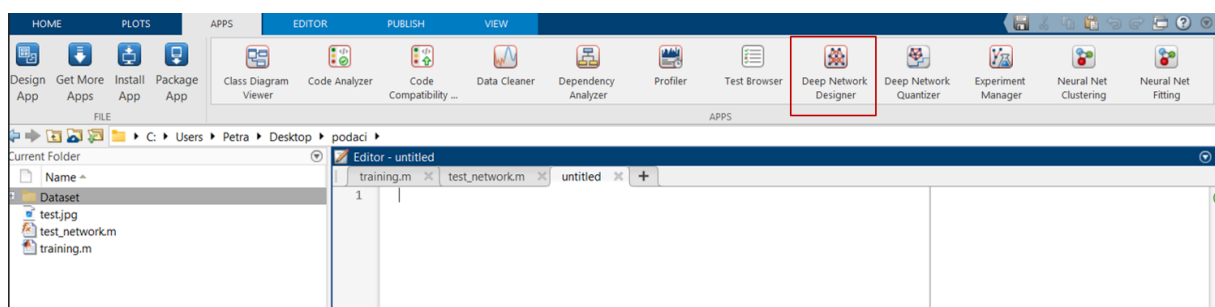 HOME PLOTS APPS EDITOR PUBLISH VIEW
Design App
Get More Apps
Install App
Package App
Class Diagram Viewer
Code Analyzer
Code Compatibility ...
Data Cleaner
Dependency Analyzer
Profiler
Test Browser
Deep Network Designer
Deep Network Quantizer
Experiment Manager
Neural Net Clustering
Neural Net Fitting
FILE APPS
C: Users Petra Desktop podaci
Current Folder
Name
Dataset
test.jpg
test_network.m
training.m
Editor - untitled
training.m test_network.m untitled +
1